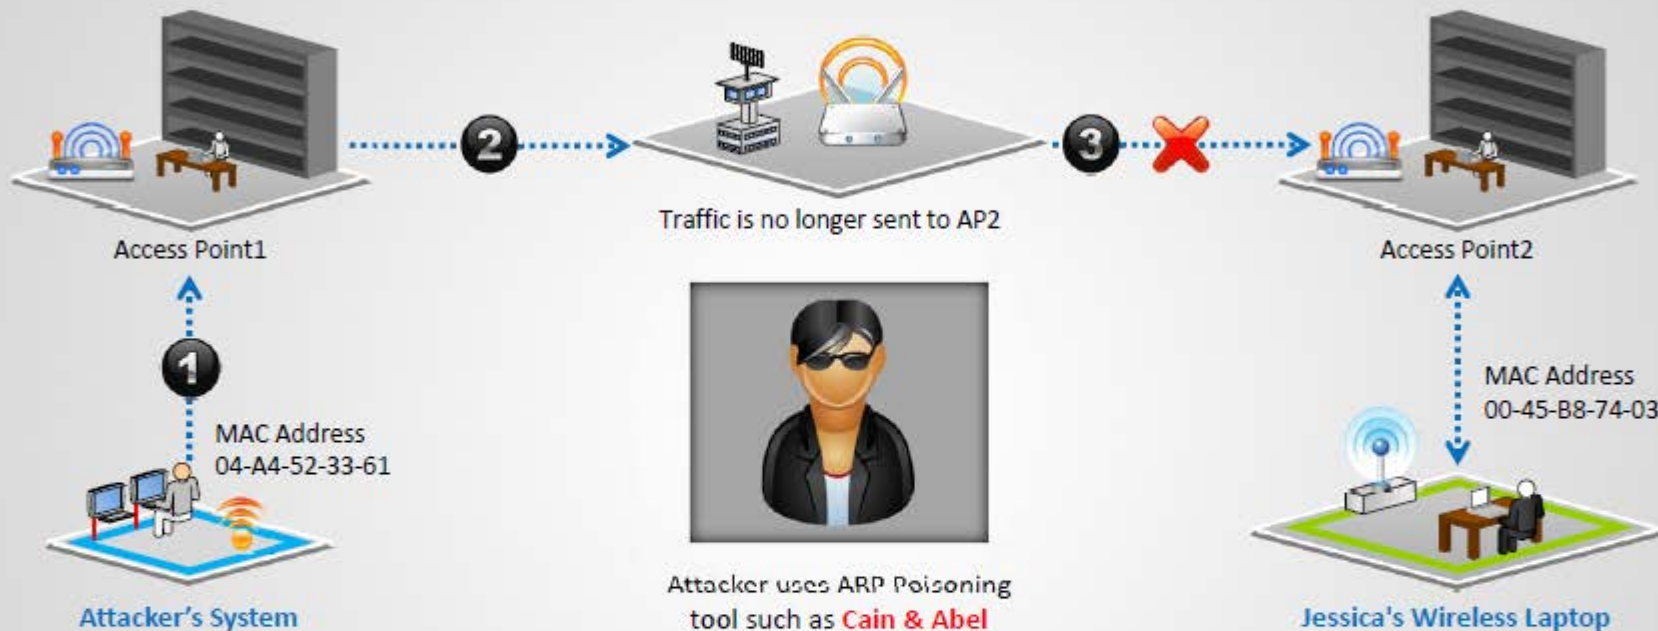 2
3
Traffic is no longer sent to AP2
Access Point1
Access Point2
1
MAC Address
04-A4-52-33-61
MAC Address
00-45-B8-74-03
Attacker's System
Attacker uses ARP Poisoning
tool such as Cain & Abel
Jessica's Wireless Laptop